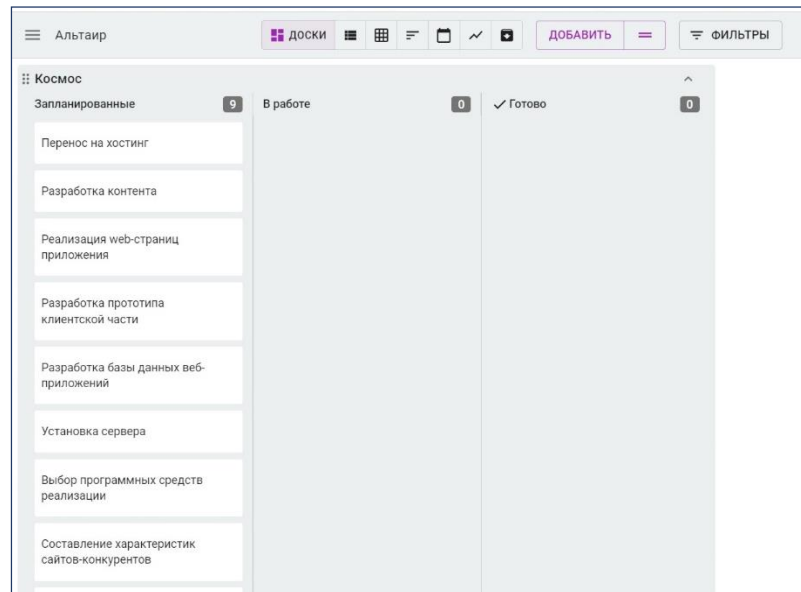 Альтаир
ДОСКИ
ДОБАВИТЬ
ФИЛЬТРЫ
Космос
Запланированные 9
В работе 0
Готово 0
Перенос на хостинг
Разработка контента
Реализация web-страниц
приложения
Разработка прототипа
клиентской части
Разработка базы данных веб-
приложений
Установка сервера
Выбор программных средств
реализации
Составление характеристик
сайтов-конкурентов